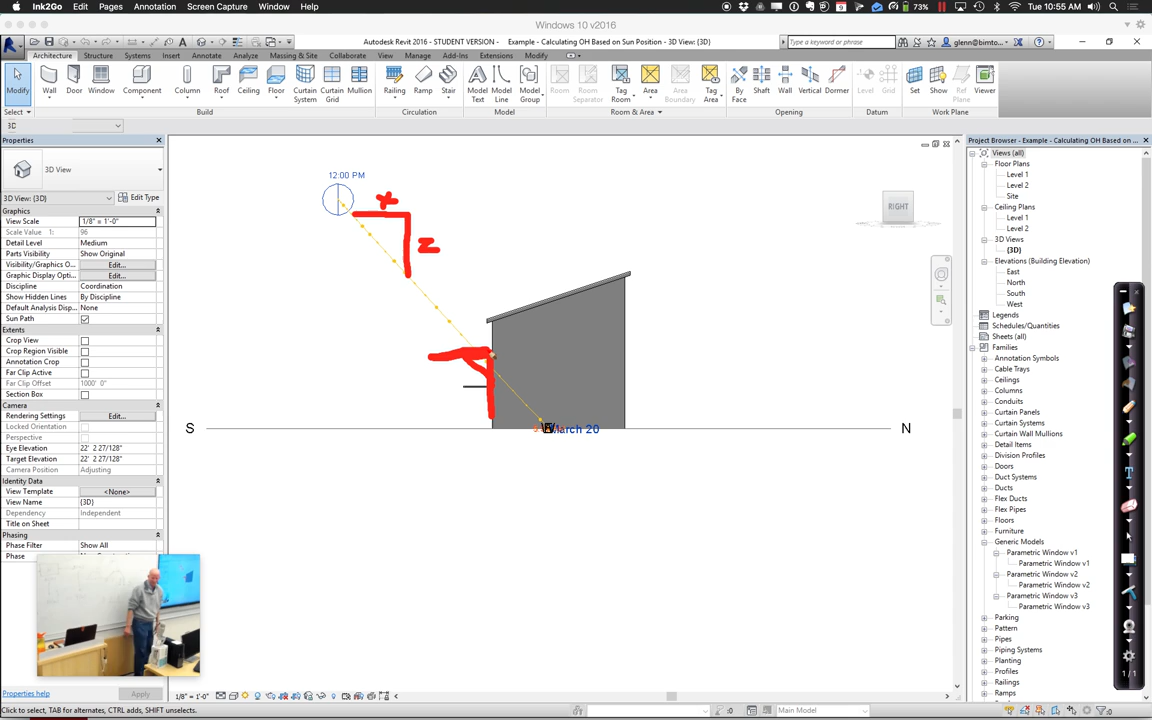 Ink2Go Edit Pages Annotation Screen Capture Window Help
9 73% Tue 10:55 AM
Windows 10 v2016
Autodesk Revit 2016 - STUDENT VERSION - Example - Calculating OH Based on Sun Position - 3D View: {3D}
Type a keyword or phrase
glenn@bimto...
Architecture Structure Systems Insert Annotate Analyze Massing & Site Collaborate View Manage Add-Ins Extensions Modify
Modify Wall Door Window Component Column Roof Ceiling Floor Curtain System Curtain Grid Mullion Railing Ramp Stair Model Text Model Line Model Group Room Room Separator Tag Room Area Area Boundary Tag Area By Face Shaft Wall Vertical Dormer Level Grid Set Show Ref Plane Viewer
Select Build Circulation Model Room & Area Opening Datum Work Plane
3D
Properties
3D View
3D View: {3D} Edit Type
Graphics
View Scale 1/8" = 1'-0"
Scale Value 1: 96
Detail Level Medium
Parts Visibility Show Original
Visibility/Graphics O... Edit...
Graphic Display Optio... Edit...
Discipline Coordination
Show Hidden Lines By Discipline
Default Analysis Disp... None
Sun Path
Extents
Crop View
Crop Region Visible
Annotation Crop
Far Clip Active
Far Clip Offset 1000' 0"
Section Box
Camera
Rendering Settings Edit...
Locked Orientation
Perspective
Eye Elevation 22' 2 27/128"
Target Elevation 22' 2 27/128"
Camera Position Adjusting
Identity Data
View Template <None>
View Name {3D}
Dependency Independent
Title on Sheet
Phasing
Phase Filter Show All
Phase
Properties help Apply
12:00 PM
x
z
RIGHT
S
March 20
N
Project Browser - Example - Calculating OH Based on ...
Views (all)
Floor Plans
Level 1
Level 2
Site
Ceiling Plans
Level 1
Level 2
3D Views
{3D}
Elevations (Building Elevation)
East
North
South
West
Legends
Schedules/Quantities
Sheets (all)
Families
Annotation Symbols
Cable Trays
Ceilings
Columns
Conduits
Curtain Panels
Curtain Systems
Curtain Wall Mullions
Detail Items
Division Profiles
Doors
Duct Systems
Ducts
Flex Ducts
Flex Pipes
Floors
Furniture
Generic Models
Parametric Window v1
Parametric Window v1
Parametric Window v2
Parametric Window v2
Parametric Window v3
Parametric Window v3
Parking
Pattern
Pipes
Piping Systems
Planting
Profiles
Railings
Ramps
T
1 / 1
1/8" = 1'-0"
Click to select, TAB for alternates, CTRL adds, SHIFT unselects.
:0 Main Model :0